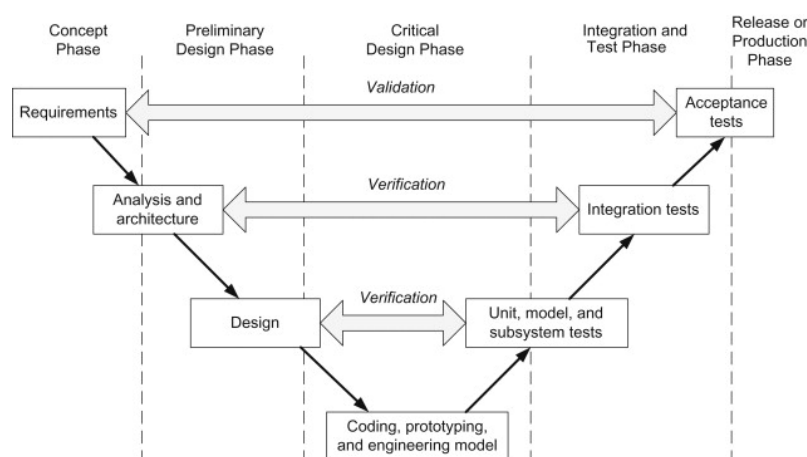 Concept
Phase
Preliminary
Design Phase
Critical
Design Phase
Integration and
Test Phase
Release or
Production
Phase
Validation
Requirements
Acceptance
tests
Verification
Analysis and
architecture
Integration tests
Verification
Design
Unit, model, and
subsystem tests
Coding, prototyping,
and engineering model